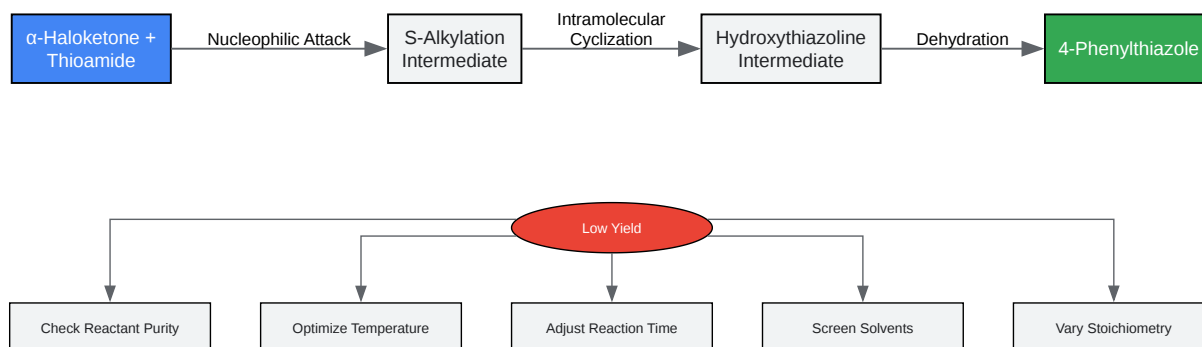 α-Haloketone +
Thioamide
Nucleophilic Attack
S-Alkylation
Intermediate
Intramolecular
Cyclization
Hydroxythiazoline
Intermediate
Dehydration
4-Phenylthiazole
Low Yield
Check Reactant Purity
Optimize Temperature
Adjust Reaction Time
Screen Solvents
Vary Stoichiometry